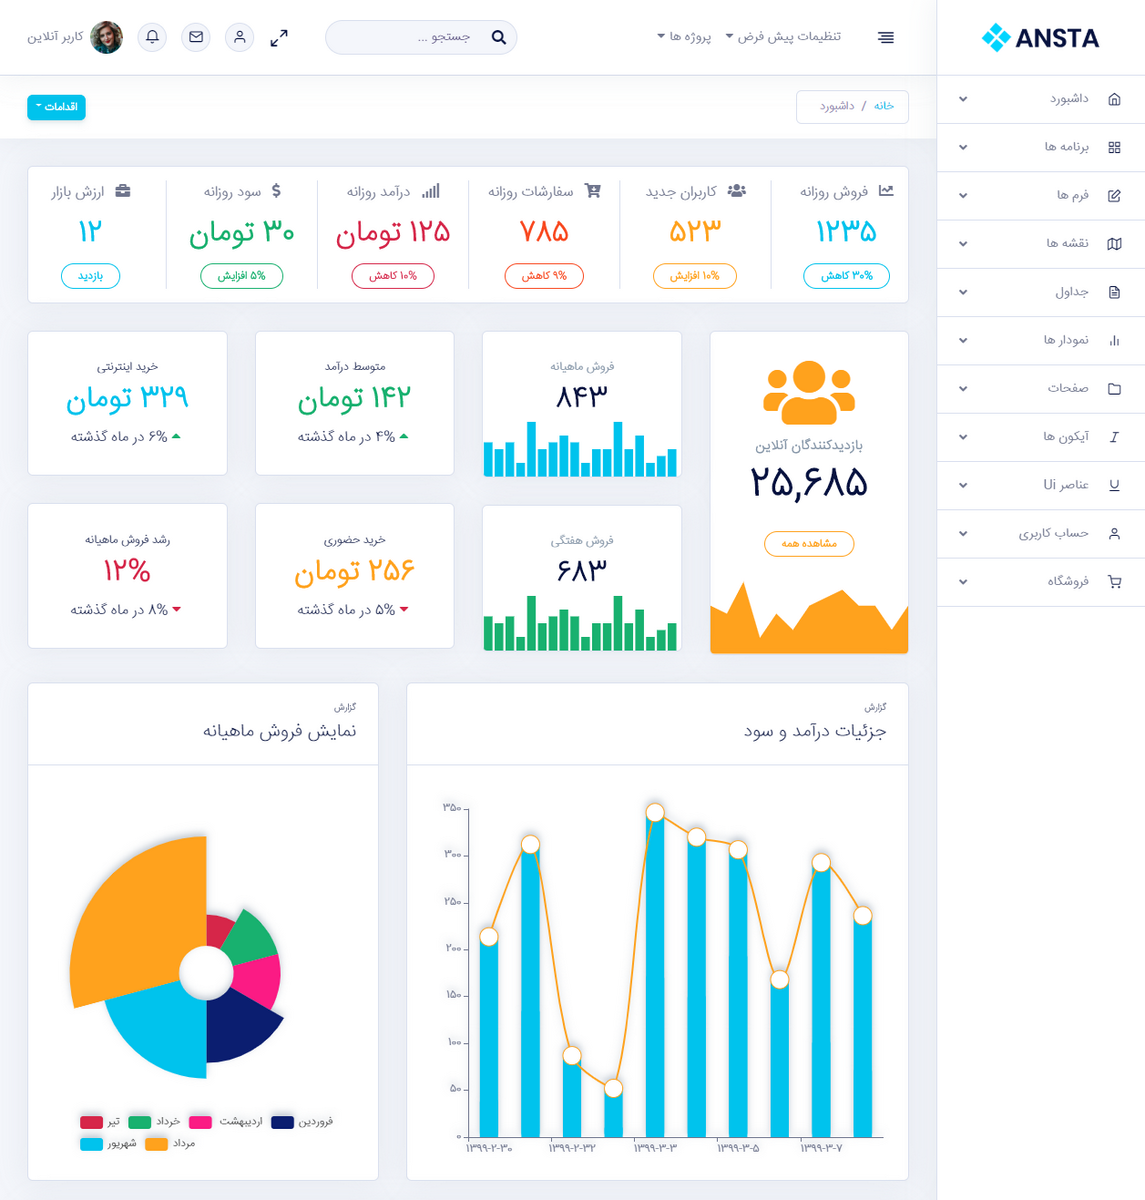 ANSTA
داشبورد
برنامه ها
فرم ها
نقشه ها
جداول
نمودار ها
صفحات
آیکون ها
عناصر Ui
حساب کاربری
فروشگاه
تنظیمات پیش فرض
پروژه ها
جستجو ...
کاربر آنلاین
خانه / داشبورد
اقدامات
فروش روزانه
۱۲۳۵
۳۰% کاهش
کاربران جدید
۵۲۳
۱۰% افزایش
سفارشات روزانه
۷۸۵
۹% کاهش
درآمد روزانه
۱۲۵ تومان
۱۰% کاهش
سود روزانه
۳۰ تومان
۵% افزایش
ارزش بازار
۱۲
بازدید
بازدیدکنندگان آنلاین
۲۵,۶۸۵
مشاهده همه
فروش ماهیانه
۸۴۳
فروش هفتگی
۶۸۳
متوسط درآمد
۱۴۲ تومان
۴% در ماه گذشته
خرید اینترنتی
۳۲۹ تومان
۶% در ماه گذشته
خرید حضوری
۲۵۶ تومان
۵% در ماه گذشته
رشد فروش ماهیانه
۱۲%
۸% در ماه گذشته
گزارش
جزئیات درآمد و سود
۳۵۰
۳۰۰
۲۵۰
۲۰۰
۱۵۰
۱۰۰
۵۰
۰
۱۳۹۹-۲-۳۰
۱۳۹۹-۲-۳۲
۱۳۹۹-۳-۳
۱۳۹۹-۳-۵
۱۳۹۹-۳-۷
گزارش
نمایش فروش ماهیانه
فروردین
اردیبهشت
خرداد
تیر
مرداد
شهریور